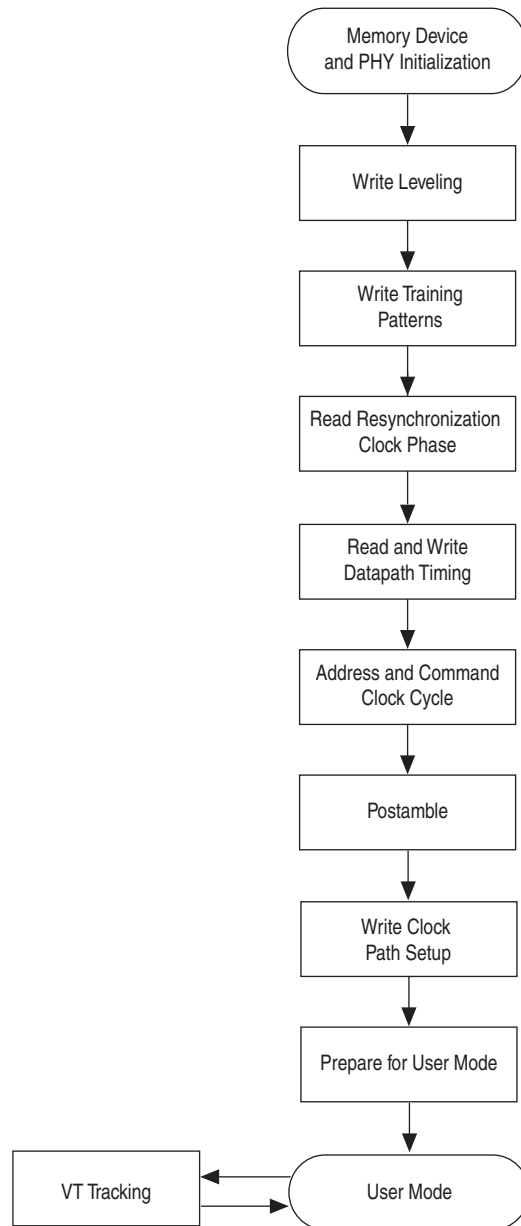 Memory Device
and PHY Initialization
Write Leveling
Write Training
Patterns
Read Resynchronization
Clock Phase
Read and Write
Datapath Timing
Address and Command
Clock Cycle
Postamble
Write Clock
Path Setup
Prepare for User Mode
VT Tracking
User Mode